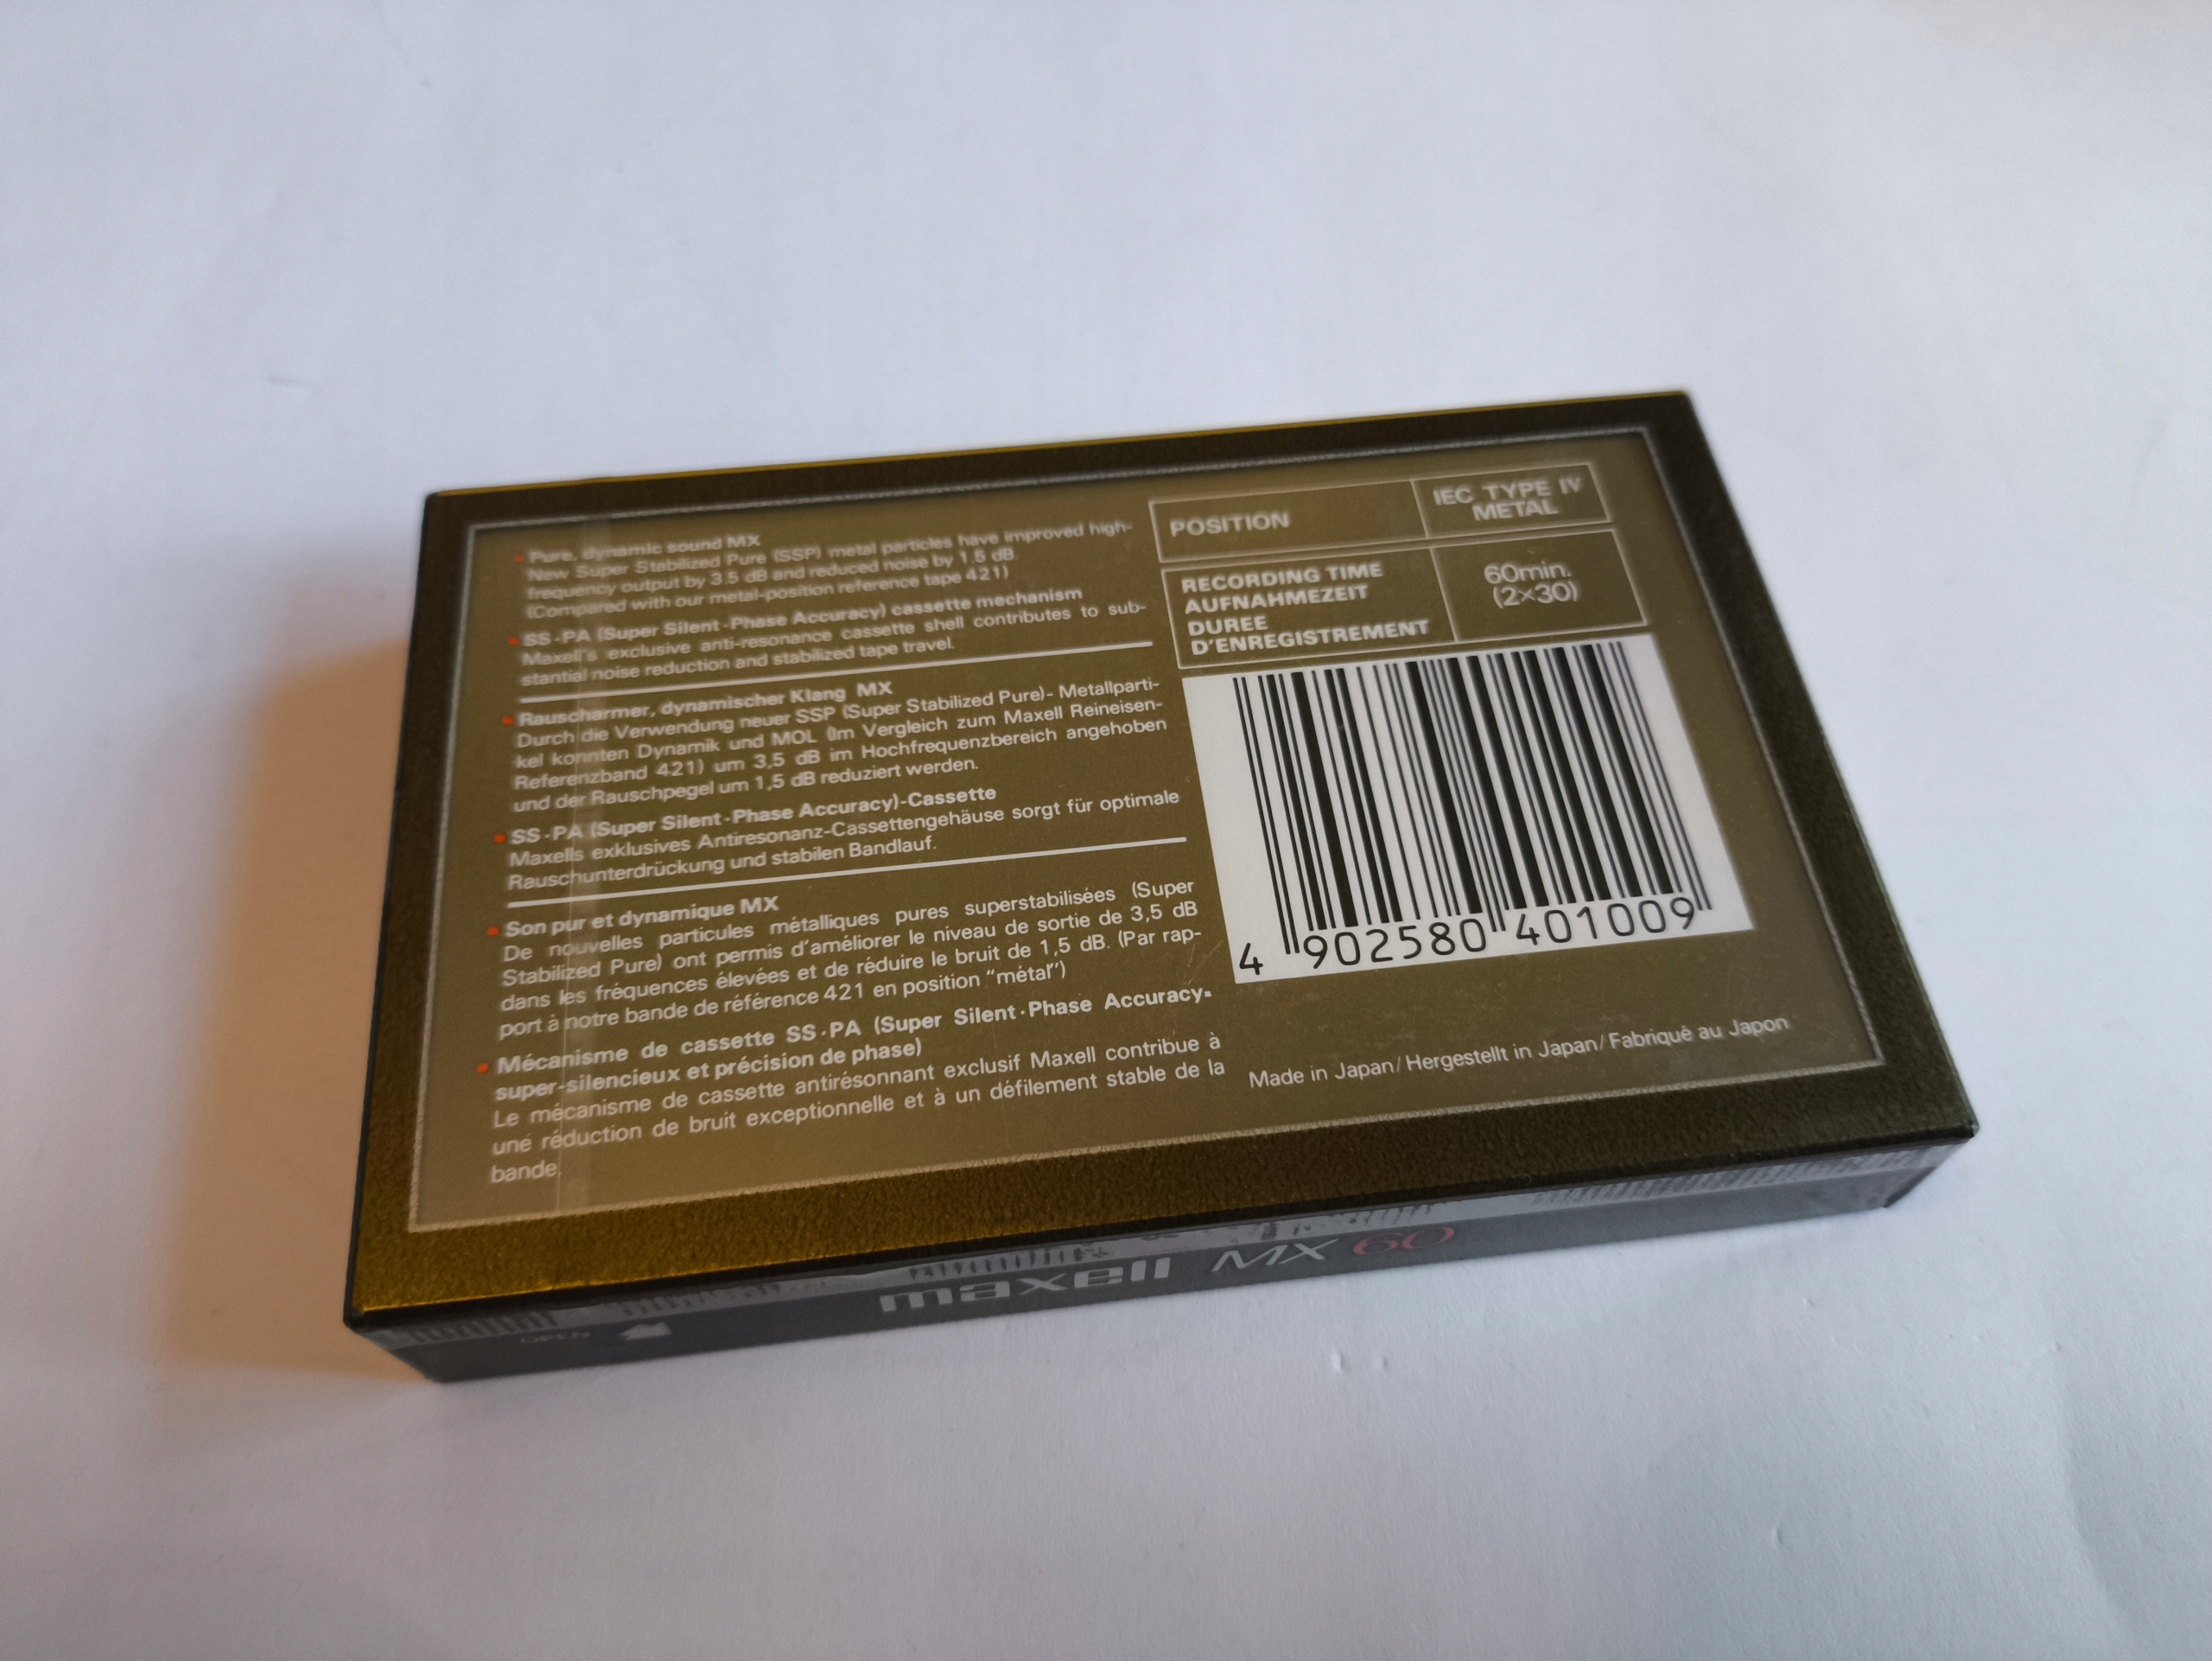 • Pure, dynamic sound MX
New Super Stabilized Pure (SSP) metal particles have improved high-
frequency output by 3.5 dB and reduced noise by 1.5 dB.
(Compared with our metal-position reference tape 421)
• SS·PA (Super Silent·Phase Accuracy) cassette mechanism
Maxell's exclusive anti-resonance cassette shell contributes to sub-
stantial noise reduction and stabilized tape travel.
• Rauscharmer, dynamischer Klang MX
Durch die Verwendung neuer SSP (Super Stabilized Pure)- Metallparti-
kel konnten Dynamik und MOL (Im Vergleich zum Maxell Reineisen-
Referenzband 421) um 3,5 dB im Hochfrequenzbereich angehoben
und der Rauschpegel um 1,5 dB reduziert werden.
• SS·PA (Super Silent·Phase Accuracy)-Cassette
Maxells exklusives Antiresonanz-Cassettengehäuse sorgt für optimale
Rauschunterdrückung und stabilen Bandlauf.
• Son pur et dynamique MX
De nouvelles particules métalliques pures superstabilisées (Super
Stabilized Pure) ont permis d'améliorer le niveau de sortie de 3,5 dB
dans les fréquences élevées et de réduire le bruit de 1,5 dB. (Par rap-
port à notre bande de référence 421 en position "métal")
• Mécanisme de cassette SS·PA (Super Silent·Phase Accuracy-
super-silencieux et précision de phase)
Le mécanisme de cassette antirésonnant exclusif Maxell contribue à
une réduction de bruit exceptionnelle et à un défilement stable de la
bande.
POSITION
IEC TYPE IV
METAL
RECORDING TIME
AUFNAHMEZEIT
DUREE
D'ENREGISTREMENT
60min.
(2×30)
4 902580 401009
Made in Japan/Hergestellt in Japan/Fabriqué au Japon
OPEN
maxell MX 60